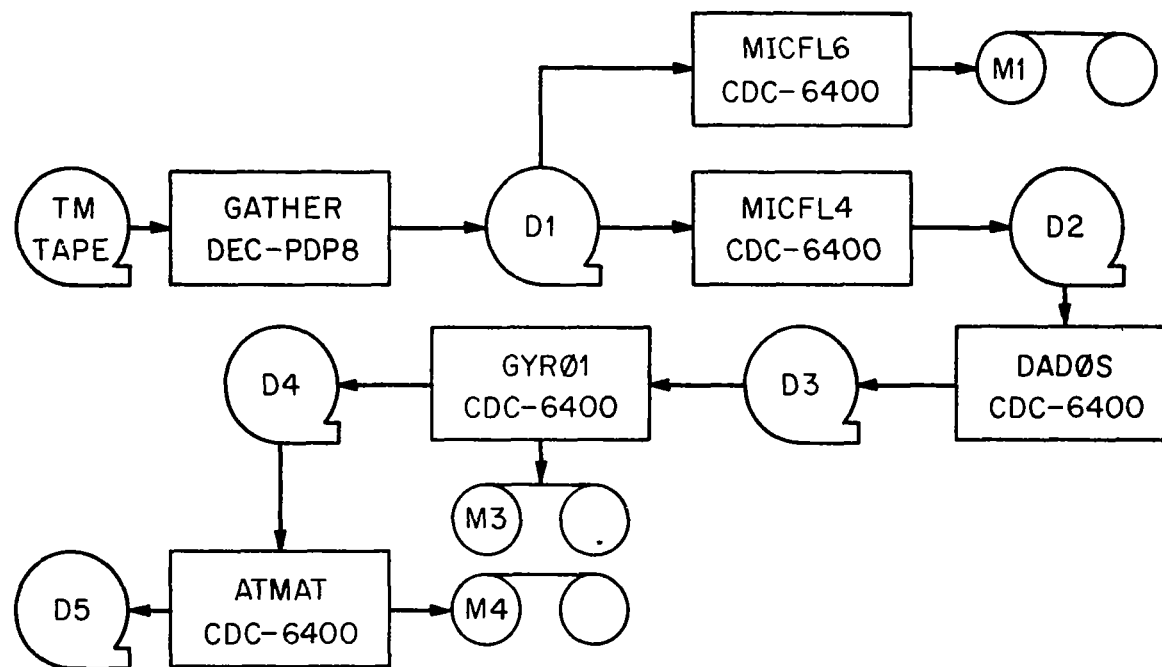 MICFL6
CDC-6400
M1
TM
TAPE
GATHER
DEC-PDP8
D1
MICFL4
CDC-6400
D2
D4
GYRØ1
CDC-6400
D3
DADØS
CDC-6400
M3
D5
ATMAT
CDC-6400
M4